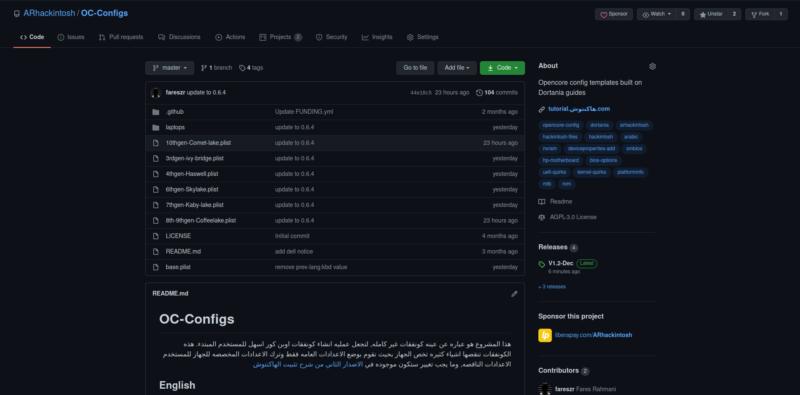 ARhackintosh / OC-Configs
Sponsor Watch 0 Unstar 2 Fork 1
Code Issues Pull requests Discussions Actions Projects 2 Security Insights Settings
master 1 branch 4 tags Go to file Add file Code
fareszr update to 0.6.4 23 hours ago 104 commits
.github Update FUNDING.yml 2 months ago
laptops update to 0.6.4 yesterday
10thgen-Comet-lake.plist update to 0.6.4 23 hours ago
3rdgen-ivy-bridge.plist update to 0.6.4 yesterday
4thgen-Haswell.plist update to 0.6.4 yesterday
6thgen-Skylake.plist update to 0.6.4 yesterday
7thgen-Kaby-lake.plist update to 0.6.4 yesterday
8th-9thgen-Coffeelake.plist update to 0.6.4 23 hours ago
LICENSE Initial commit 4 months ago
README.md add dell notice 3 months ago
base.plist remove prev-lang:kbd value yesterday
README.md
OC-Configs
هذا المشروع هو عباره عن عينه كونفقات غير كامله, لتجعل عمليه انشاء كونفقات اوبن كور اسهل للمستخدم المبتدء. هذه
الكونفقات تنقصها اشياء كثيره تخص الجهاز بحيث نقوم بوضع الاعدادات العامه فقط ونترك الاعدادات المخصصه للجهاز للمستخدم
الاعدادات الناقصه, وما يجب تغيير ستكون موجوده في الاصدار الثاني من شرح تثبيت الهاكنتوش
English
About
Opencore config templates built on
Dortania guides
tutorial.هاكنتوش.com
opencore-config dortania arhackintosh
hackintosh-files hackintosh arabic
nvram deviceproperties-add smbios
hp-motherboard bios-options
uefi-quirks kernel-quirks platforminfo
mlb rom
Readme
AGPL-3.0 License
Releases 4
V1.2-Dec Latest
6 minutes ago
+ 3 releases
Sponsor this project
liberapay.com/ARhackintosh
Contributors 2
fareszr Fares Rahmani